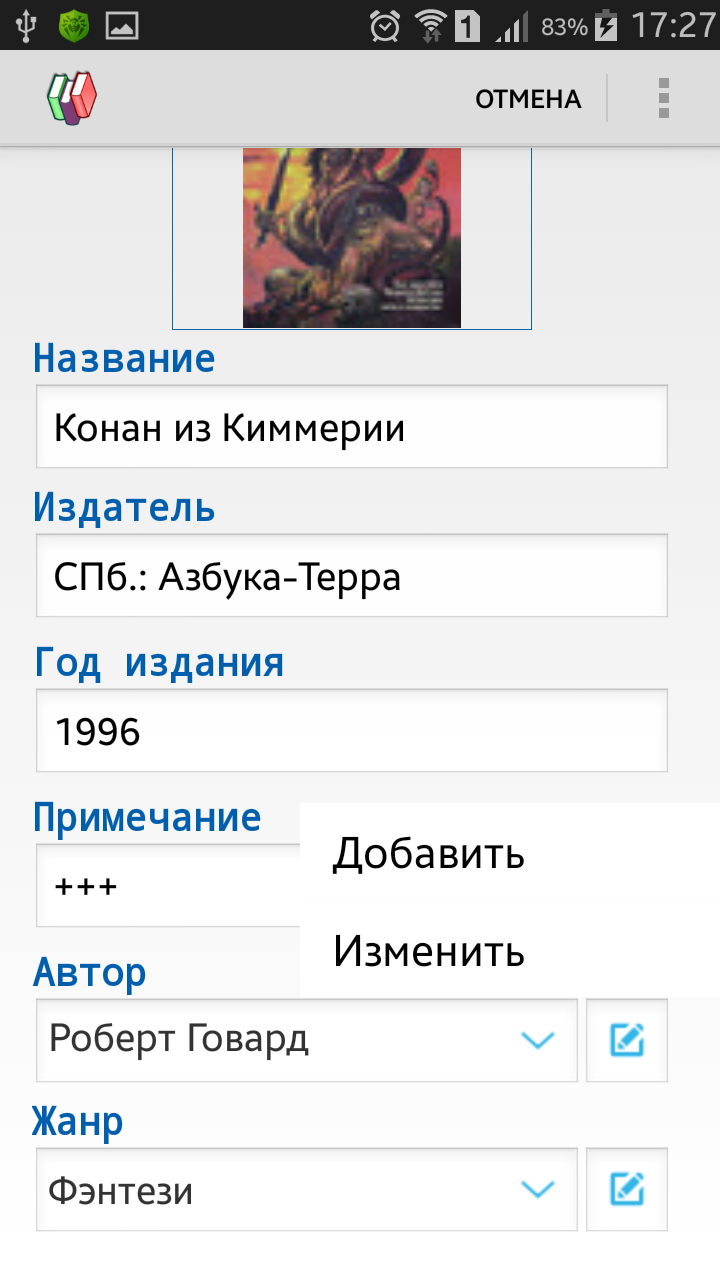 1
83%
17:27
ОТМЕНА
Название
Конан из Киммерии
Издатель
СПб.: Азбука-Терра
Год издания
1996
Примечание
+++
Добавить
Изменить
Автор
Роберт Говард
Жанр
Фэнтези